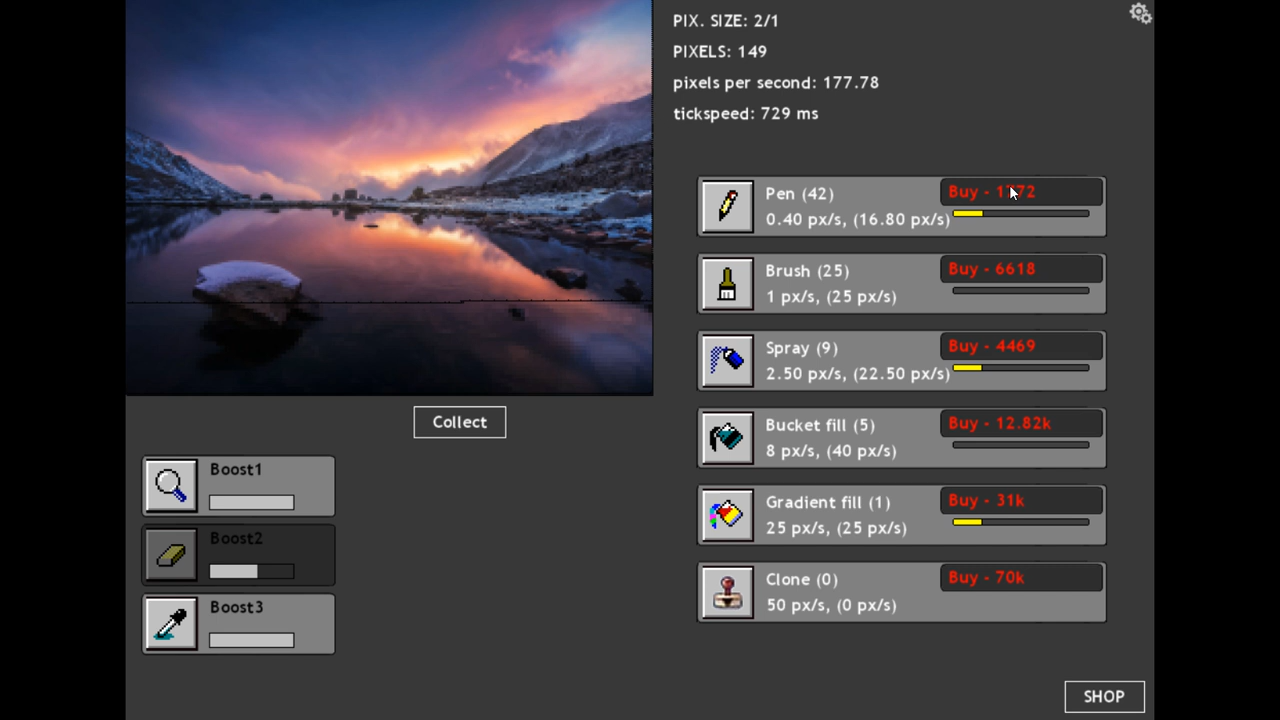 PIX. SIZE: 2/1
PIXELS: 149
pixels per second: 177.78
tickspeed: 729 ms
Pen (42)
Buy - 1772
0.40 px/s, (16.80 px/s)
Brush (25)
Buy - 6618
1 px/s, (25 px/s)
Spray (9)
Buy - 4469
2.50 px/s, (22.50 px/s)
Bucket fill (5)
Buy - 12.82k
8 px/s, (40 px/s)
Gradient fill (1)
Buy - 31k
25 px/s, (25 px/s)
Clone (0)
Buy - 70k
50 px/s, (0 px/s)
Collect
Boost1
Boost2
Boost3
SHOP